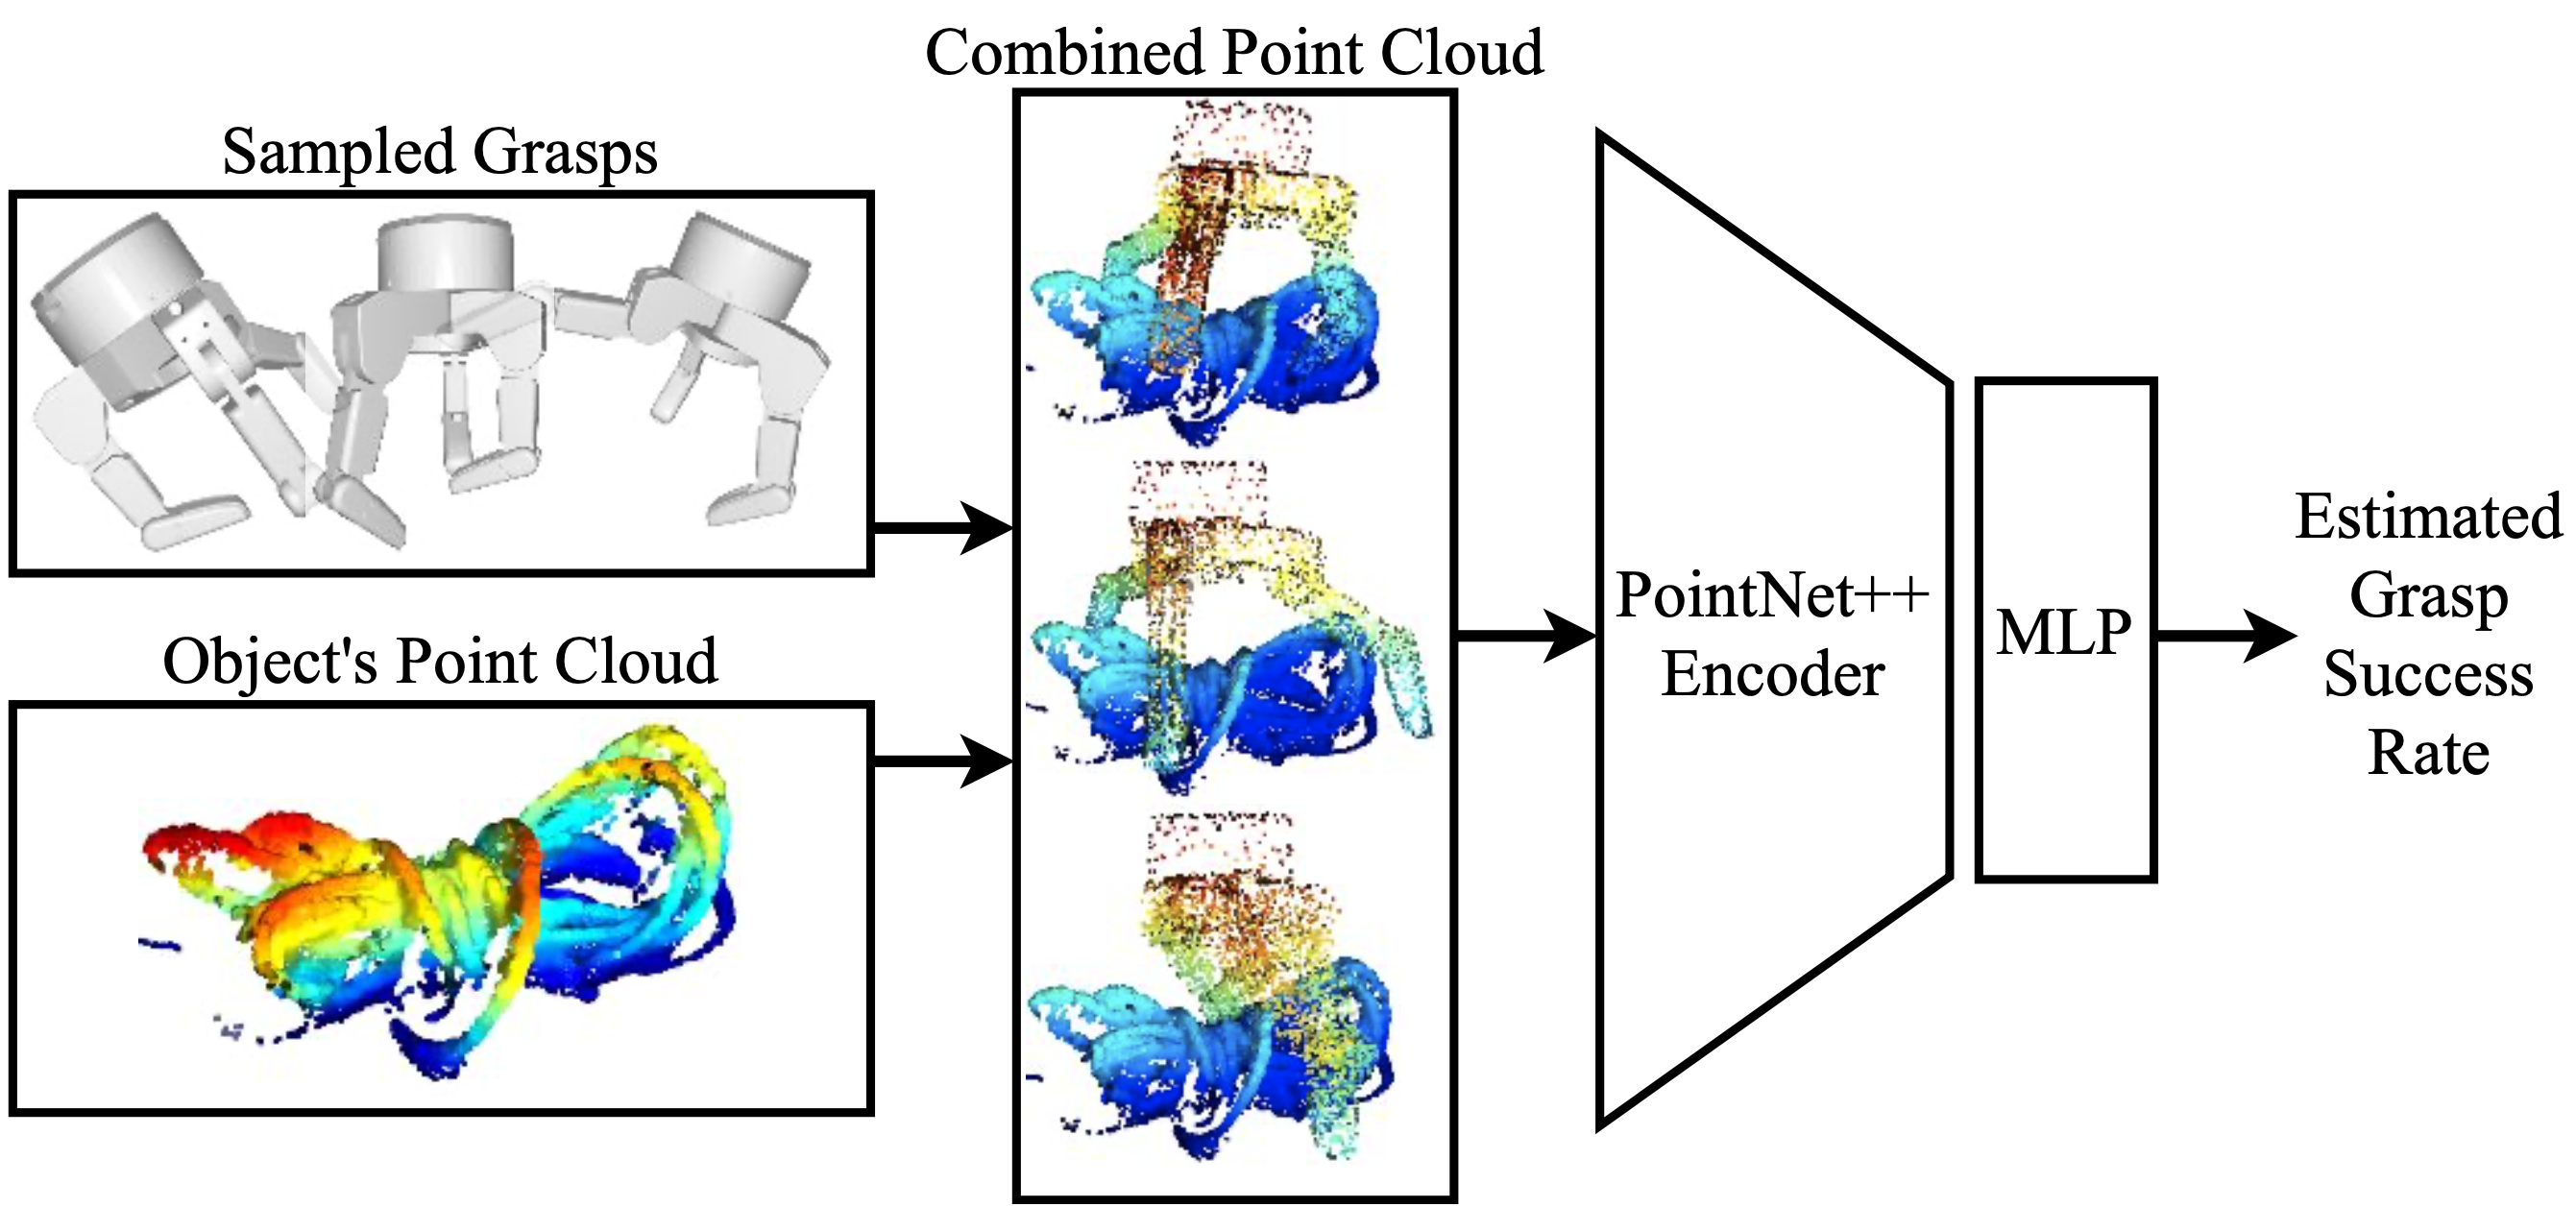 Combined Point Cloud
Sampled Grasps
Object's Point Cloud
PointNet++
Encoder
MLP
Estimated
Grasp
Success
Rate